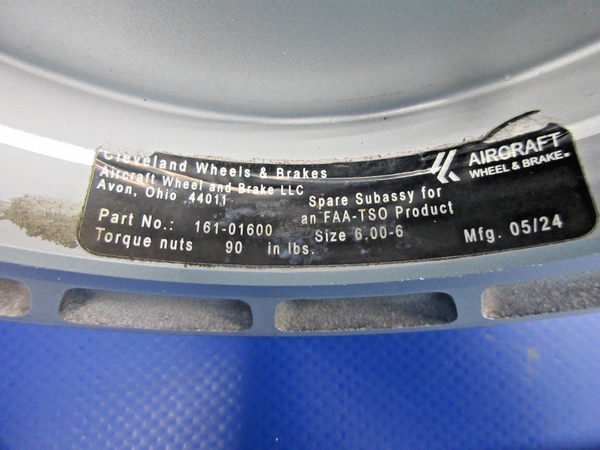 Cleveland Wheels & Brakes
Aircraft Wheel and Brake LLC
Avon, Ohio 44011
AIRCRAFT
WHEEL & BRAKE
Spare Subassy for
an FAA-TSO Product
Part No.: 161-01600
Torque nuts 90 in lbs.
Size 6.00-6
Mfg. 05/24